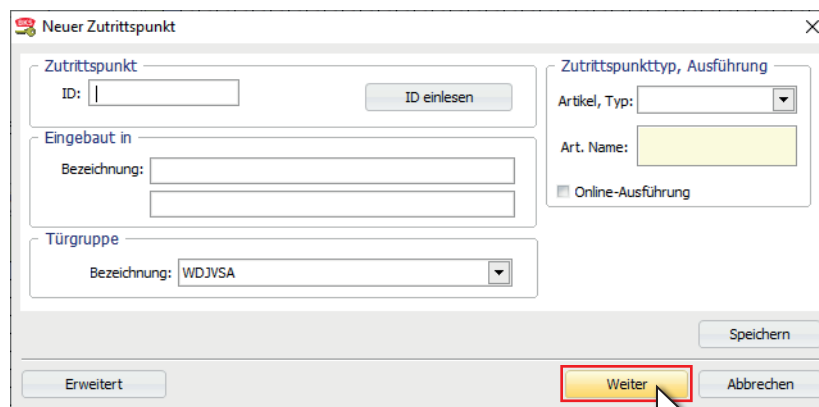 BKS Neuer Zutrittspunkt
Zutrittspunkt
ID:
ID einlesen
Zutrittspunkttyp, Ausführung
Artikel, Typ:
Art. Name:
Online-Ausführung
Eingebaut in
Bezeichnung:
Türgruppe
Bezeichnung: WDJVSA
Speichern
Erweitert
Weiter
Abbrechen